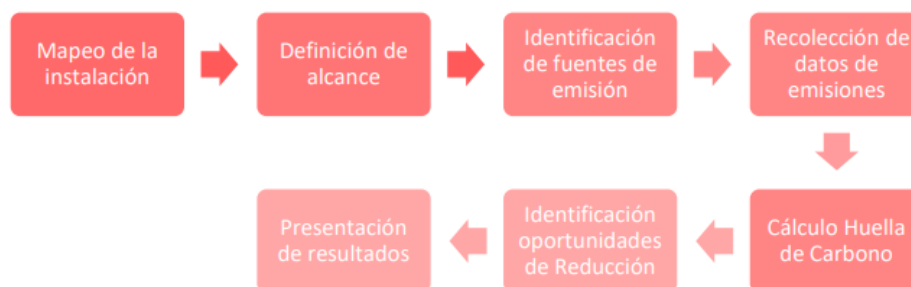 Mapeo de la
instalación
Definición de
alcance
Identificación
de fuentes de
emisión
Recolección de
datos de
emisiones
Cálculo Huella
de Carbono
Identificación
oportunidades
de Reducción
Presentación
de resultados